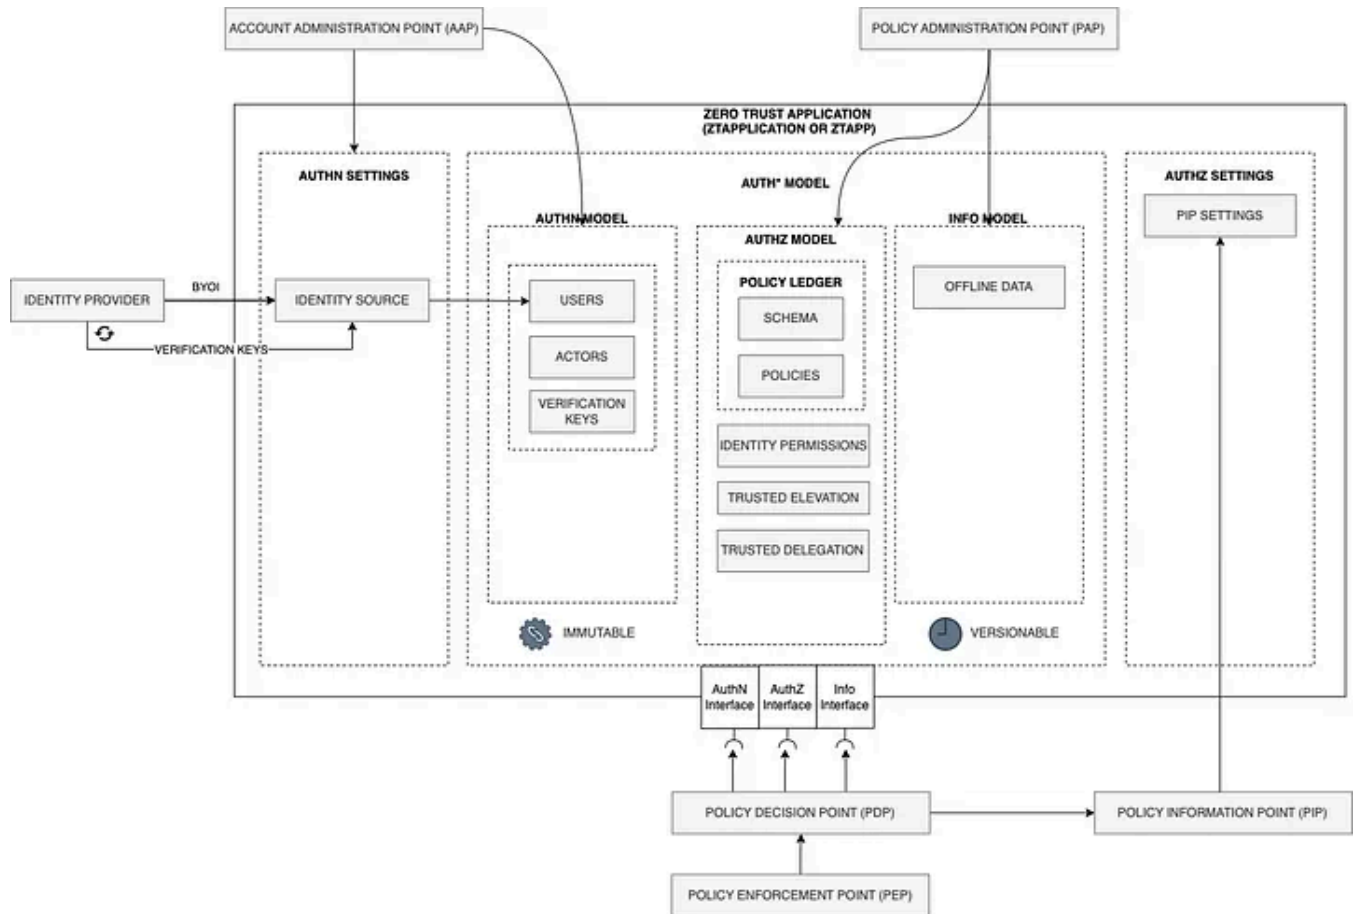 ACCOUNT ADMINISTRATION POINT (AAP)
POLICY ADMINISTRATION POINT (PAP)
ZERO TRUST APPLICATION
(ZTAPPLICATION OR ZTAPP)
AUTHN SETTINGS
AUTH* MODEL
AUTHZ SETTINGS
PIP SETTINGS
AUTHN MODEL
AUTHZ MODEL
INFO MODEL
POLICY LEDGER
IDENTITY PROVIDER
BYOI
IDENTITY SOURCE
USERS
SCHEMA
OFFLINE DATA
VERIFICATION KEYS
ACTORS
POLICIES
VERIFICATION
KEYS
IDENTITY PERMISSIONS
TRUSTED ELEVATION
TRUSTED DELEGATION
IMMUTABLE
VERSIONABLE
AuthN
Interface
AuthZ
Interface
Info
Interface
POLICY DECISION POINT (PDP)
POLICY INFORMATION POINT (PIP)
POLICY ENFORCEMENT POINT (PEP)